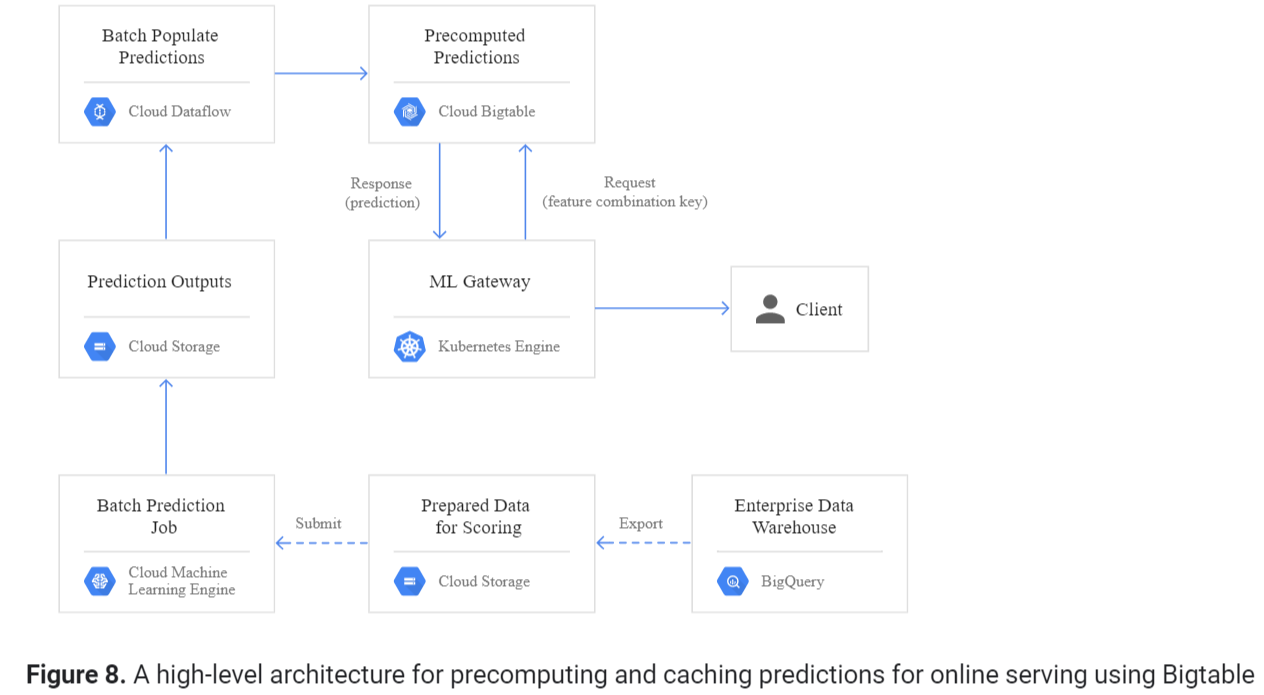 Batch Populate
Predictions
Cloud Dataflow
Precomputed
Predictions
Cloud Bigtable
Response
(prediction)
Request
(feature combination key)
Prediction Outputs
Cloud Storage
ML Gateway
Kubernetes Engine
Client
Batch Prediction
Job
Cloud Machine
Learning Engine
Submit
Prepared Data
for Scoring
Cloud Storage
Export
Enterprise Data
Warehouse
BigQuery
Figure 8. A high-level architecture for precomputing and caching predictions for online serving using Bigtable